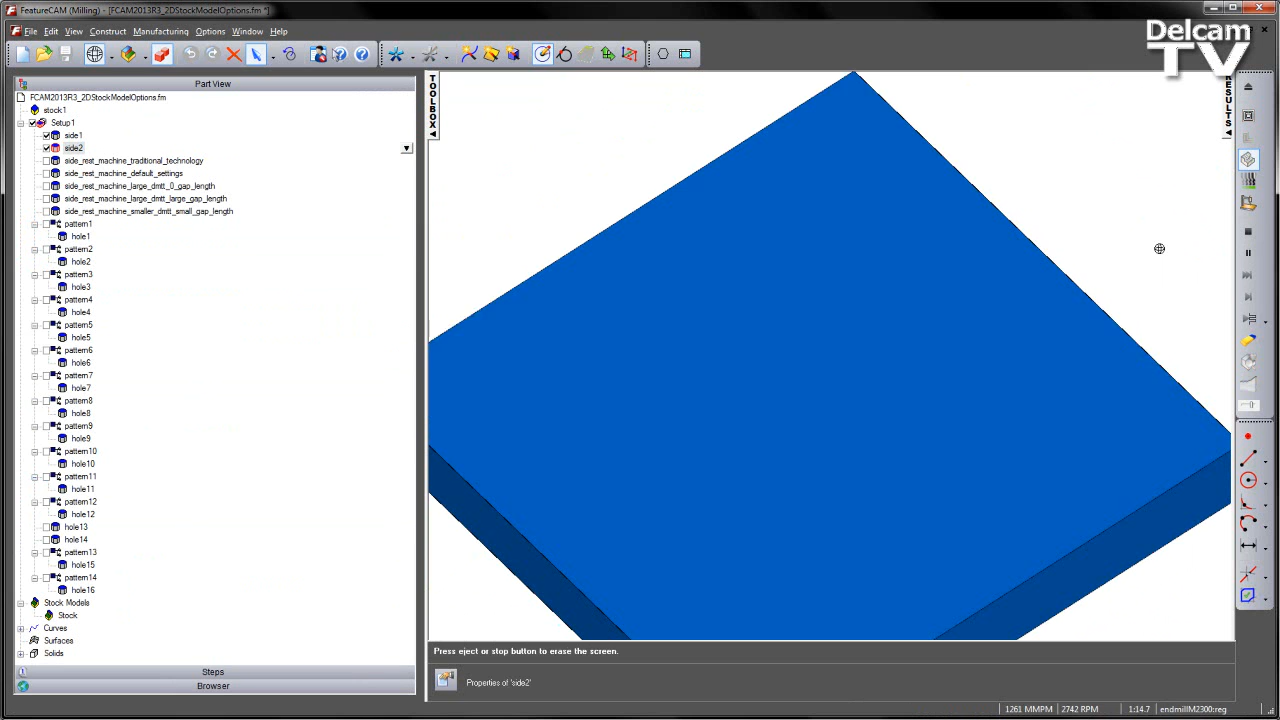 FeatureCAM (Milling) - [FCAM2013R3_2DStockModelOptions.fm *]
Delcam
TV
File Edit View Construct Manufacturing Options Window Help
Part View
FCAM2013R3_2DStockModelOptions.fm
stock1
Setup1
side1
side2
side_rest_machine_traditional_technology
side_rest_machine_default_settings
side_rest_machine_large_dmtt_0_gap_length
side_rest_machine_large_dmtt_large_gap_length
side_rest_machine_smaller_dmtt_small_gap_length
pattern1
hole1
pattern2
hole2
pattern3
hole3
pattern4
hole4
pattern5
hole5
pattern6
hole6
pattern7
hole7
pattern8
hole8
pattern9
hole9
pattern10
hole10
pattern11
hole11
pattern12
hole12
hole13
hole14
pattern13
hole15
pattern14
hole16
Stock Models
Stock
Curves
Surfaces
Solids
Steps
Browser
TOOLBOX
RESULTS
Press eject or stop button to erase the screen.
Properties of 'side2'
1261 MMPM 2742 RPM 1:14.7 endmillM2300:reg